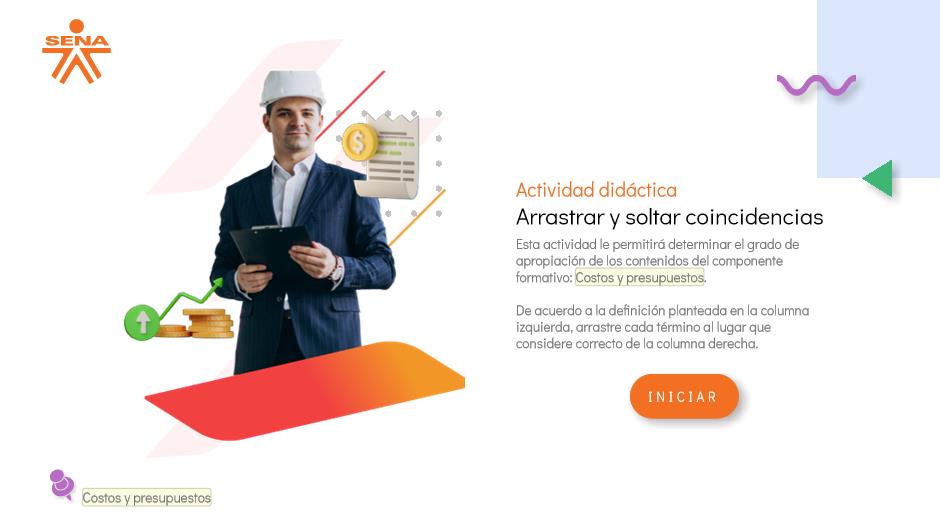 SENA
Actividad didáctica
Arrastrar y soltar coincidencias
Esta actividad le permitirá determinar el grado de
apropiación de los contenidos del componente
formativo: Costos y presupuestos.
De acuerdo a la definición planteada en la columna
izquierda, arrastre cada término al lugar que
considere correcto de la columna derecha.
INICIAR
Costos y presupuestos